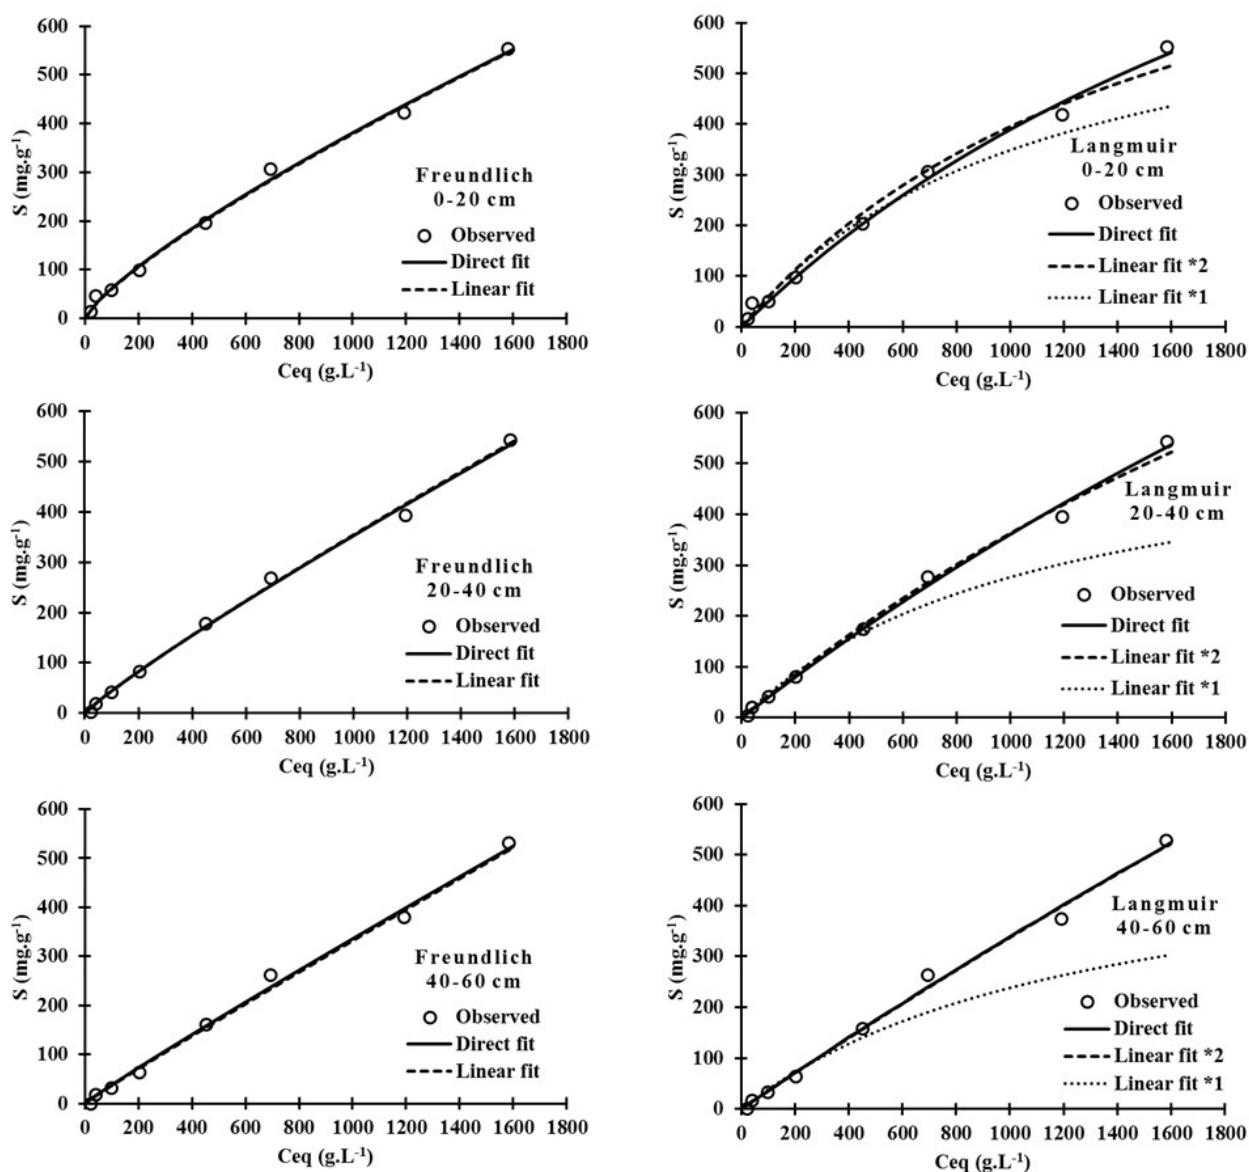 600
500
400
300
200
100
0
S (mg.g⁻¹)
Freundlich
0-20 cm
Observed
Direct fit
Linear fit
0 200 400 600 800 1000 1200 1400 1600 1800
Ceq (g.L⁻¹)
600
500
400
300
200
100
0
S (mg.g⁻¹)
Langmuir
0-20 cm
Observed
Direct fit
Linear fit *2
Linear fit *1
0 200 400 600 800 1000 1200 1400 1600 1800
Ceq (g.L⁻¹)
600
500
400
300
200
100
0
S (mg.g⁻¹)
Freundlich
20-40 cm
Observed
Direct fit
Linear fit
0 200 400 600 800 1000 1200 1400 1600 1800
Ceq (g.L⁻¹)
600
500
400
300
200
100
0
S (mg.g⁻¹)
Langmuir
20-40 cm
Observed
Direct fit
Linear fit *2
Linear fit *1
0 200 400 600 800 1000 1200 1400 1600 1800
Ceq (g.L⁻¹)
600
500
400
300
200
100
0
S (mg.g⁻¹)
Freundlich
40-60 cm
Observed
Direct fit
Linear fit
0 200 400 600 800 1000 1200 1400 1600 1800
Ceq (g.L⁻¹)
600
500
400
300
200
100
0
S (mg.g⁻¹)
Langmuir
40-60 cm
Observed
Direct fit
Linear fit *2
Linear fit *1
0 200 400 600 800 1000 1200 1400 1600 1800
Ceq (g.L⁻¹)